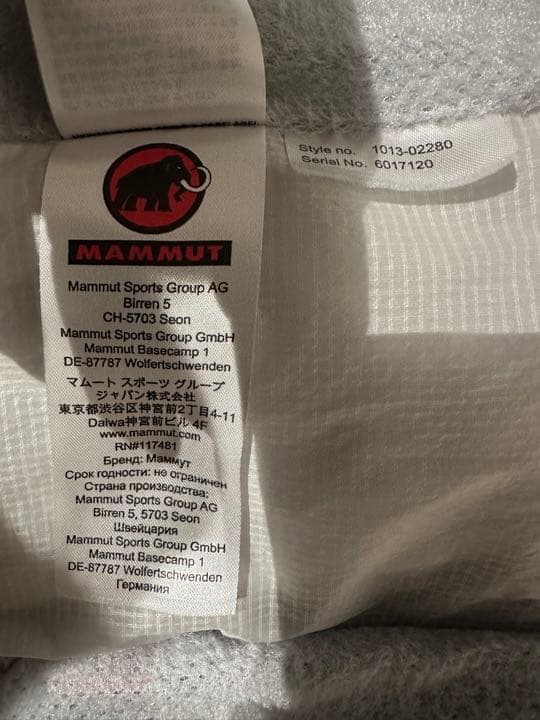 Style no. 1013-02280
Serial No. 6017120
MAMMUT
Mammut Sports Group AG
Birren 5
CH-5703 Seon
Mammut Sports Group GmbH
Mammut Basecamp 1
DE-87787 Wolfertschwenden
マムート スポーツ グループ
ジャパン株式会社
東京都渋谷区神宮前2丁目4-11
Daiwa神宮前ビル 4F
www.mammut.com
RN#117481
Бренд: Маммут
Срок годности: не ограничен
Страна производства:
Mammut Sports Group AG
Birren 5, 5703 Seon
Швейцария
Mammut Sports Group GmbH
Mammut Basecamp 1
DE-87787 Wolfertschwenden
Германия